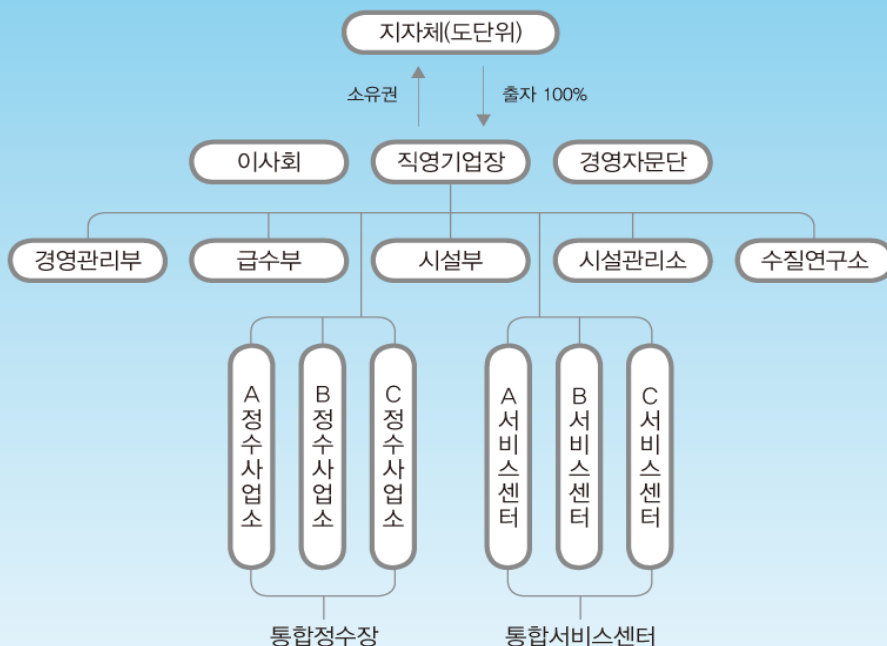 지자체(도단위)
소유권
출자 100%
이사회
직영기업장
경영자문단
경영관리부
급수부
시설부
시설관리소
수질연구소
A정수사업소
B정수사업소
C정수사업소
A서비스센터
B서비스센터
C서비스센터
통합정수장
통합서비스센터